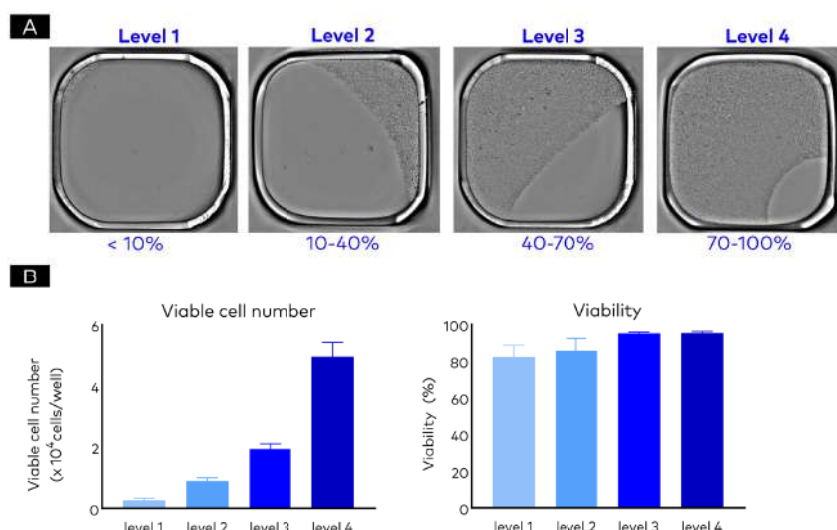 A
Level 1
Level 2
Level 3
Level 4
< 10%
10-40%
40-70%
70-100%
B
Viable cell number
Viable cell number
(x 10⁴cells/well)
6
4
2
0
level 1
level 2
level 3
level 4
Viability
Viability (%)
100
80
60
40
20
0
level 1
level 2
level 3
level 4